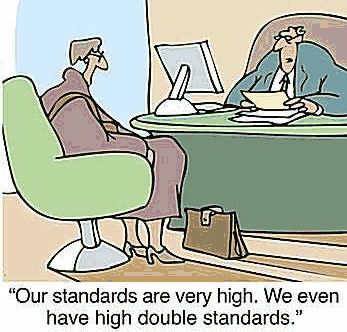 “Our standards are very high. We even
have high double standards.”